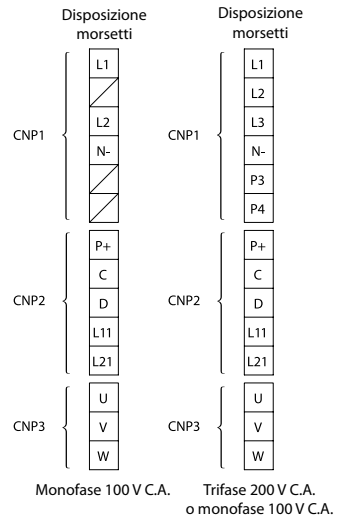 Disposizione
morsetti
CNP1
L1
L2
N-
CNP2
P+
C
D
L11
L21
CNP3
U
V
W
Monofase 100 V C.A.
Disposizione
morsetti
CNP1
L1
L2
L3
N-
P3
P4
CNP2
P+
C
D
L11
L21
CNP3
U
V
W
Trifase 200 V C.A.
o monofase 100 V C.A.